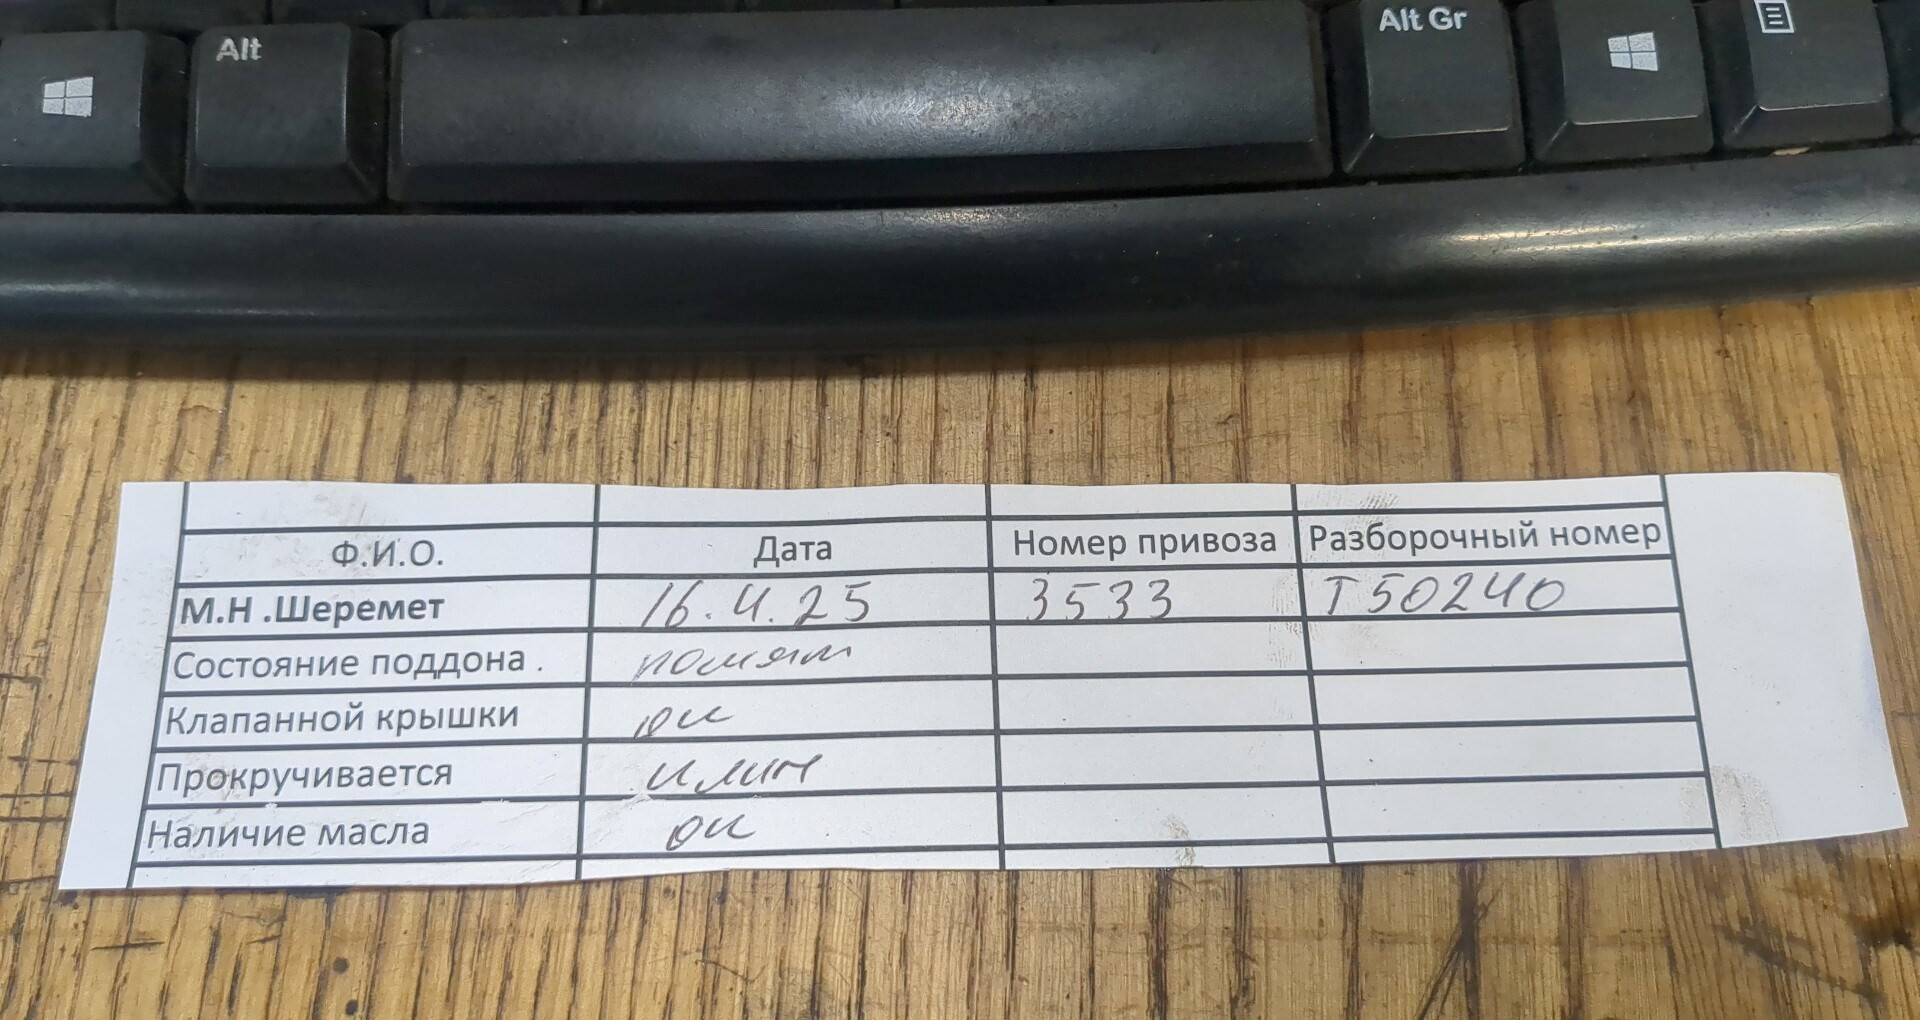 Alt Alt Gr
Ф.И.О. Дата Номер привоза Разборочный номер
М.Н .Шеремет 16.4.25 3533 Т50240
Состояние поддона . помят
Клапанной крышки ок
Прокручивается
Наличие масла ок